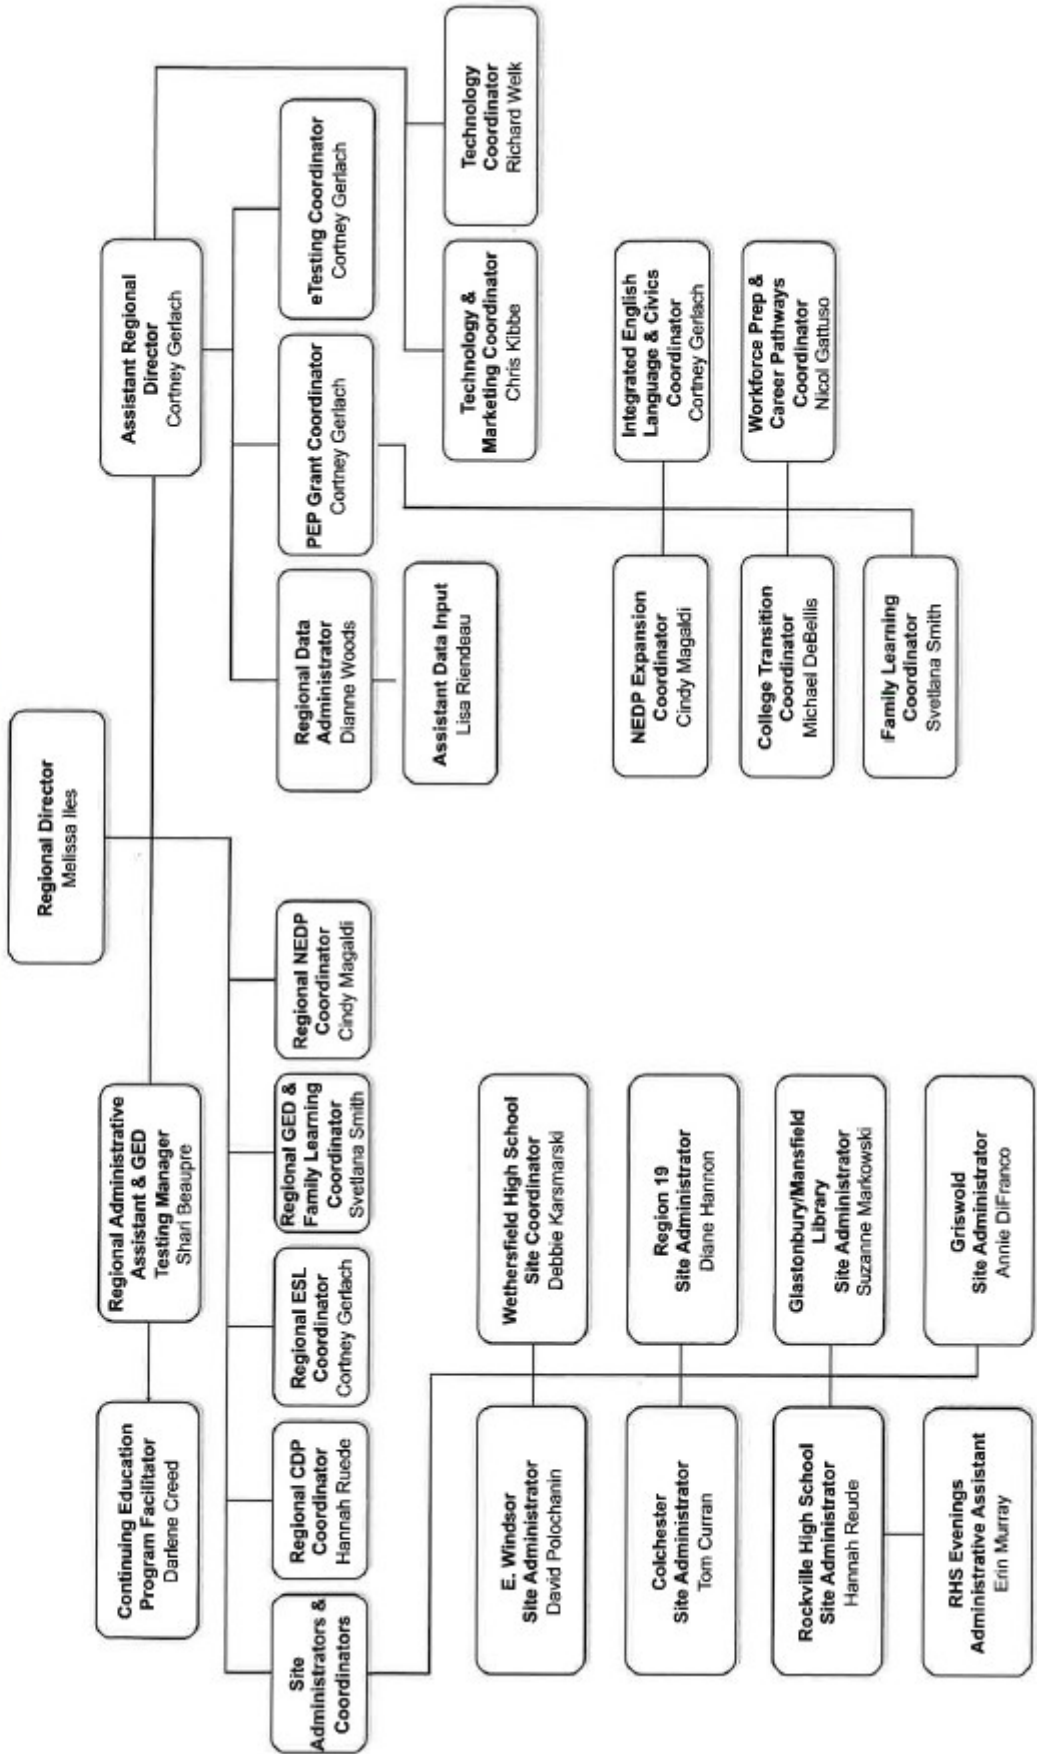 Regional Director
Melissa Iles
Continuing Education
Program Facilitator
Darlene Creed
Regional Administrative
Assistant & GED
Testing Manager
Shari Beaupre
Assistant Regional
Director
Cortney Gerlach
Site
Administrators &
Coordinators
Regional CDP
Coordinator
Hannah Ruede
Regional ESL
Coordinator
Cortney Gerlach
Regional GED &
Family Learning
Coordinator
Svetlana Smith
Regional NEDP
Coordinator
Cindy Magaldi
Regional Data
Administrator
Dianne Woods
PEP Grant Coordinator
Cortney Gerlach
eTesting Coordinator
Cortney Gerlach
Assistant Data Input
Lisa Riendeau
Technology &
Marketing Coordinator
Chris Kibbe
Technology
Coordinator
Richard Welk
E. Windsor
Site Administrator
David Polochanin
Wethersfield High School
Site Coordinator
Debbie Karsmarski
Colchester
Site Administrator
Tom Curran
Region 19
Site Administrator
Diane Hannon
Rockville High School
Site Administrator
Hannah Reude
Glastonbury/Mansfield
Library
Site Administrator
Suzanne Markowski
RHS Evenings
Administrative Assistant
Erin Murray
Griswold
Site Administrator
Annie DiFranco
NEDP Expansion
Coordinator
Cindy Magaldi
Integrated English
Language & Civics
Coordinator
Cortney Gerlach
College Transition
Coordinator
Michael DeBellis
Workforce Prep &
Career Pathways
Coordinator
Nicol Gattuso
Family Learning
Coordinator
Svetlana Smith